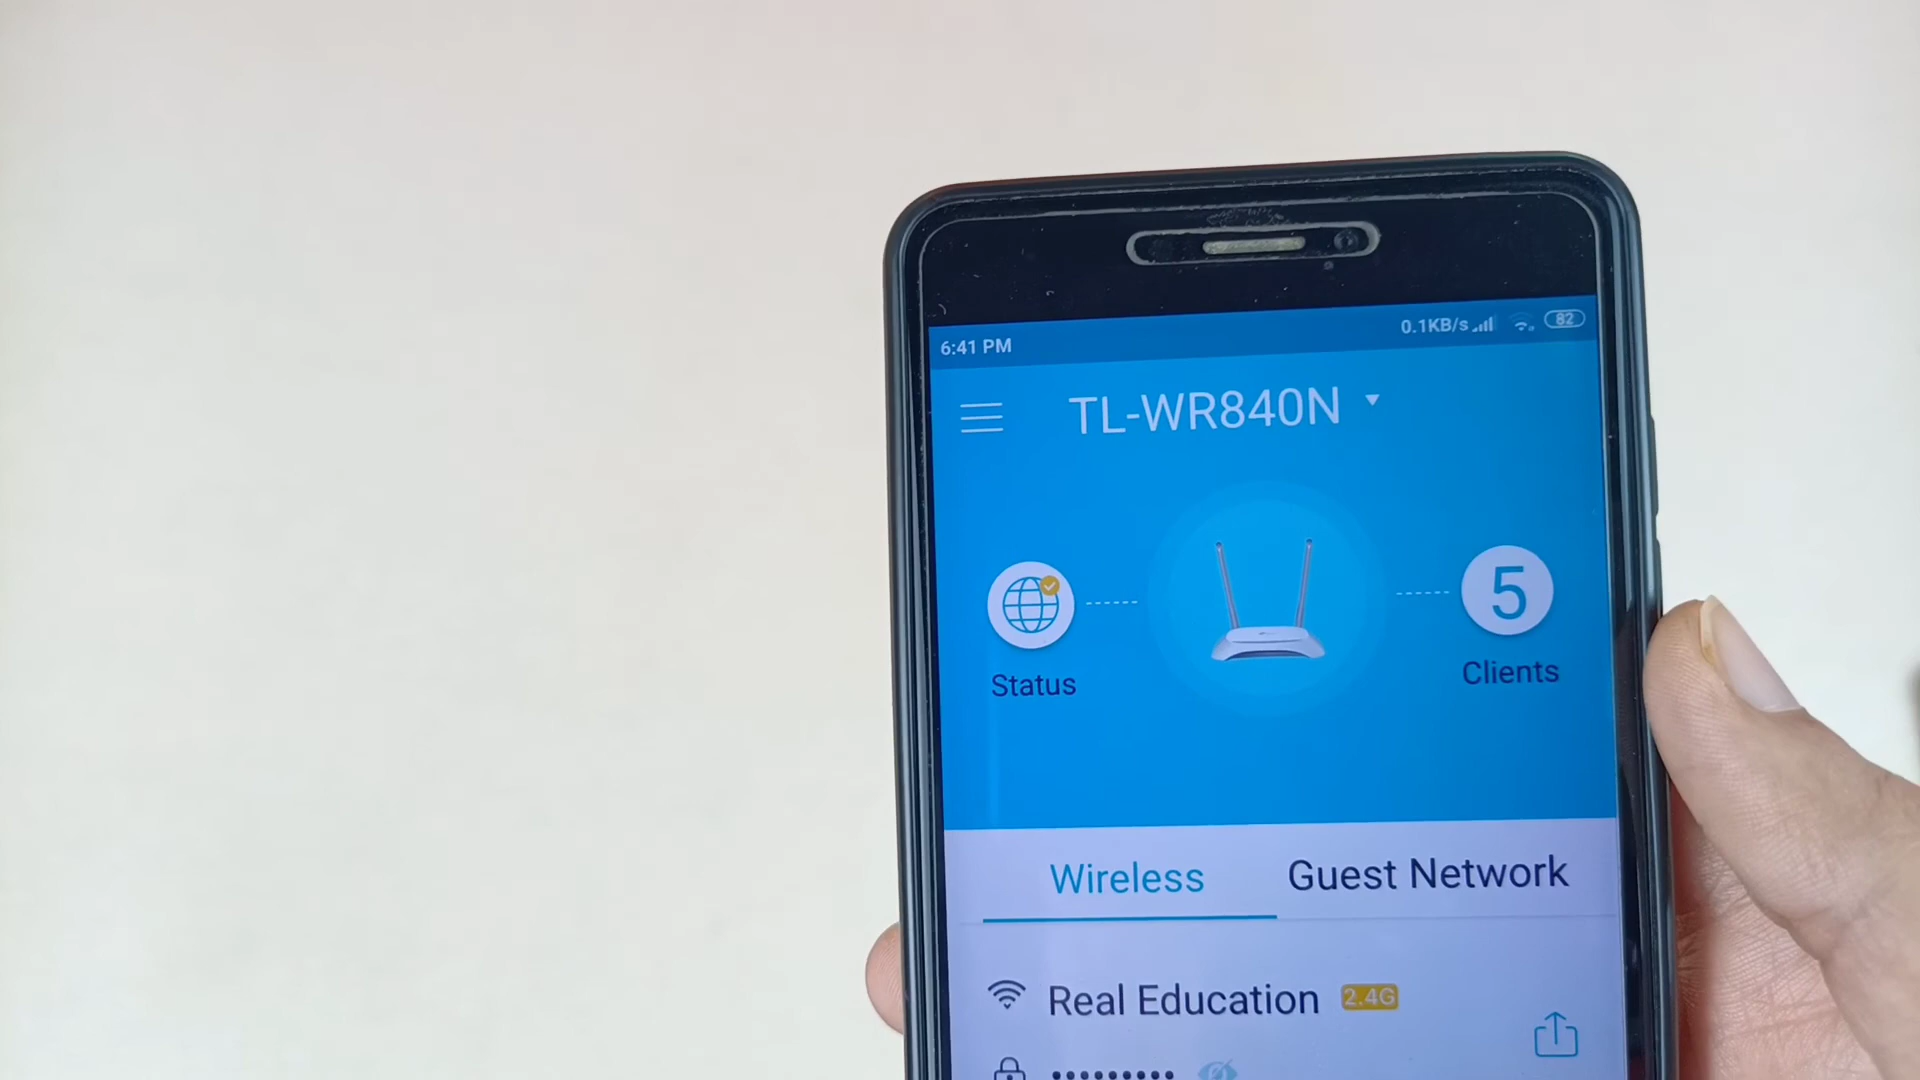 6:41 PM
0.1KB/s
82
TL-WR840N
5
Status
Clients
Wireless
Guest Network
Real Education 2.4G